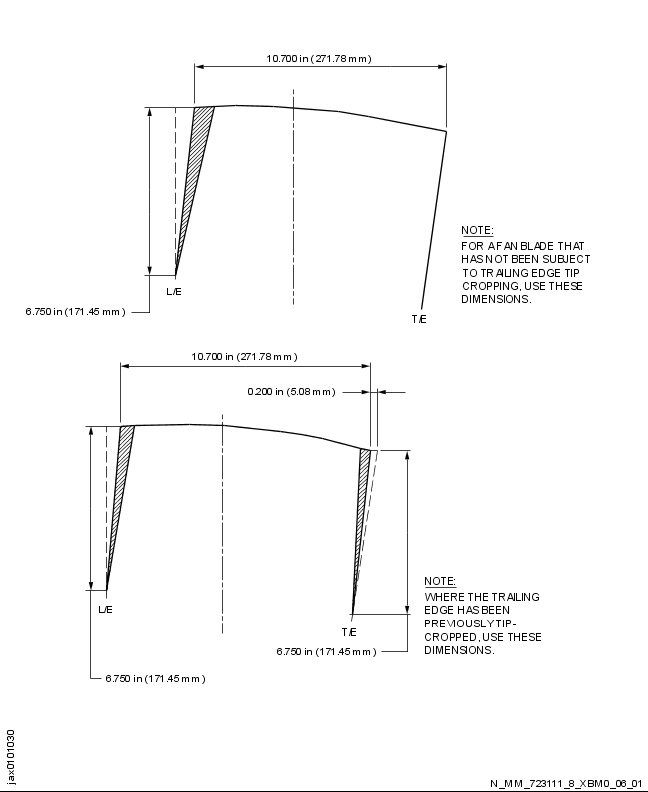 10.700 in (271.78 mm)
NOTE:
FOR A FAN BLADE THAT
HAS NOT BEEN SUBJECT
TO TRAILING EDGE TIP
CROPPING, USE THESE
DIMENSIONS.
L/E
6.750 in (171.45 mm)
T/E
10.700 in (271.78 mm)
0.200 in (5.08 mm)
NOTE:
WHERE THE TRAILING
EDGE HAS BEEN
PREVIOUSLY TIP-
CROPPED, USE THESE
DIMENSIONS.
L/E
T/E
6.750 in (171.45 mm)
6.750 in (171.45 mm)
jax0101030
N_MM_723111_8_XBM0_06_01